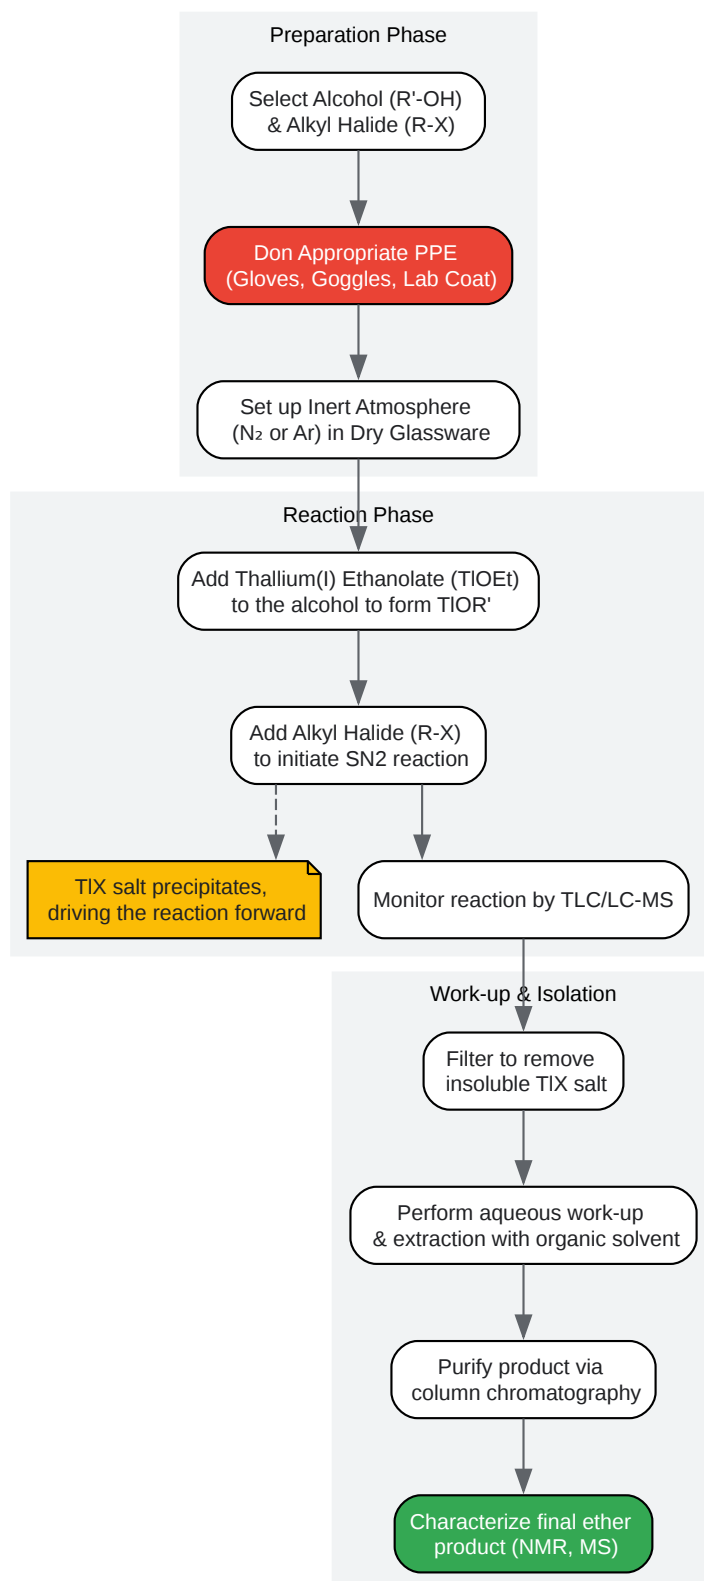 Preparation Phase
Select Alcohol (R'-OH)
& Alkyl Halide (R-X)
Don Appropriate PPE
(Gloves, Goggles, Lab Coat)
Set up Inert Atmosphere
(N₂ or Ar) in Dry Glassware
Reaction Phase
Add Thallium(I) Ethanolate (TlOEt)
to the alcohol to form TlOR'
Add Alkyl Halide (R-X)
to initiate SN2 reaction
TlX salt precipitates,
driving the reaction forward
Monitor reaction by TLC/LC-MS
Work-up & Isolation
Filter to remove
insoluble TlX salt
Perform aqueous work-up
& extraction with organic solvent
Purify product via
column chromatography
Characterize final ether
product (NMR, MS)